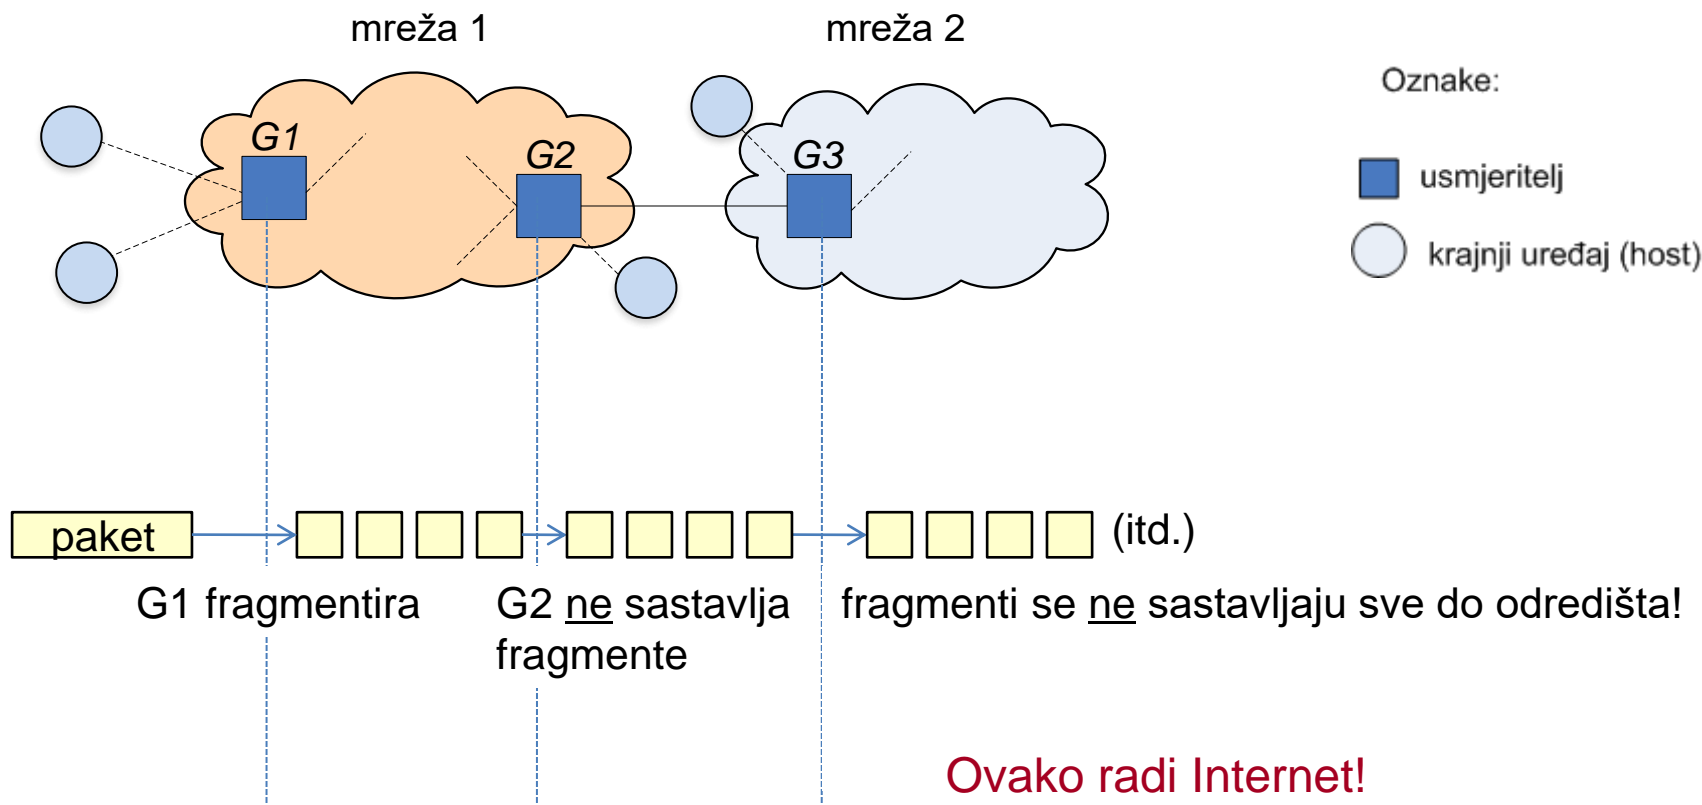 mreža 1
mreža 2
Oznake:
G1
G2
G3
usmjeritelj
krajnji uređaj (host)
paket
(itd.)
G1 fragmentira
G2 ne sastavlja
fragmente
fragmenti se ne sastavljaju sve do odredišta!
Ovako radi Internet!